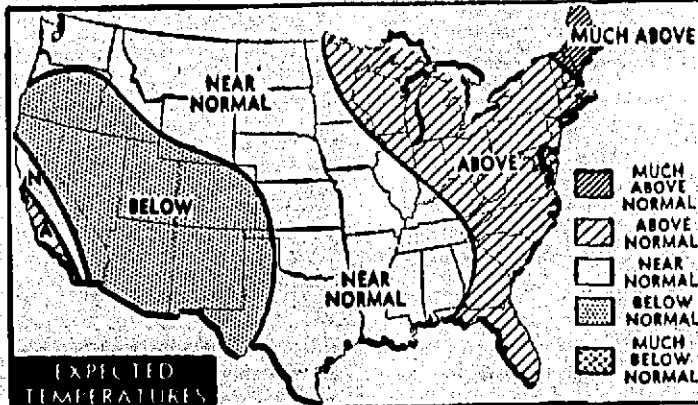 MUCH ABOVE
NEAR
NORMAL
ABOVE
BELOW
N
A
NEAR
NORMAL
MUCH
ABOVE
NORMAL
ABOVE
NORMAL
NEAR
NORMAL
BELOW
NORMAL
MUCH
BELOW
NORMAL
EXPECTED
TEMPERATURES